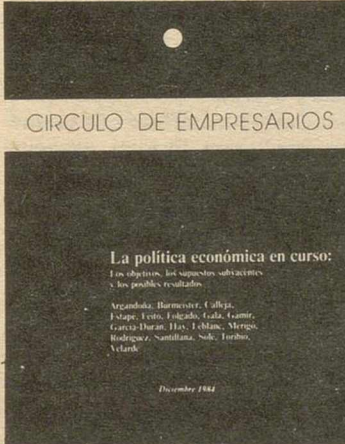 CIRCULO DE EMPRESARIOS
La política económica en curso:
Los objetivos, los supuestos subyacentes
y los posibles resultados
Argandoña, Burmeister, Calleja,
Estapé, Feito, Folgado, Gala, Gamir,
García-Durán, Hay, Leblanc, Merigó,
Rodríguez, Santillana, Solé, Toribio,
Velarde
Diciembre 1984